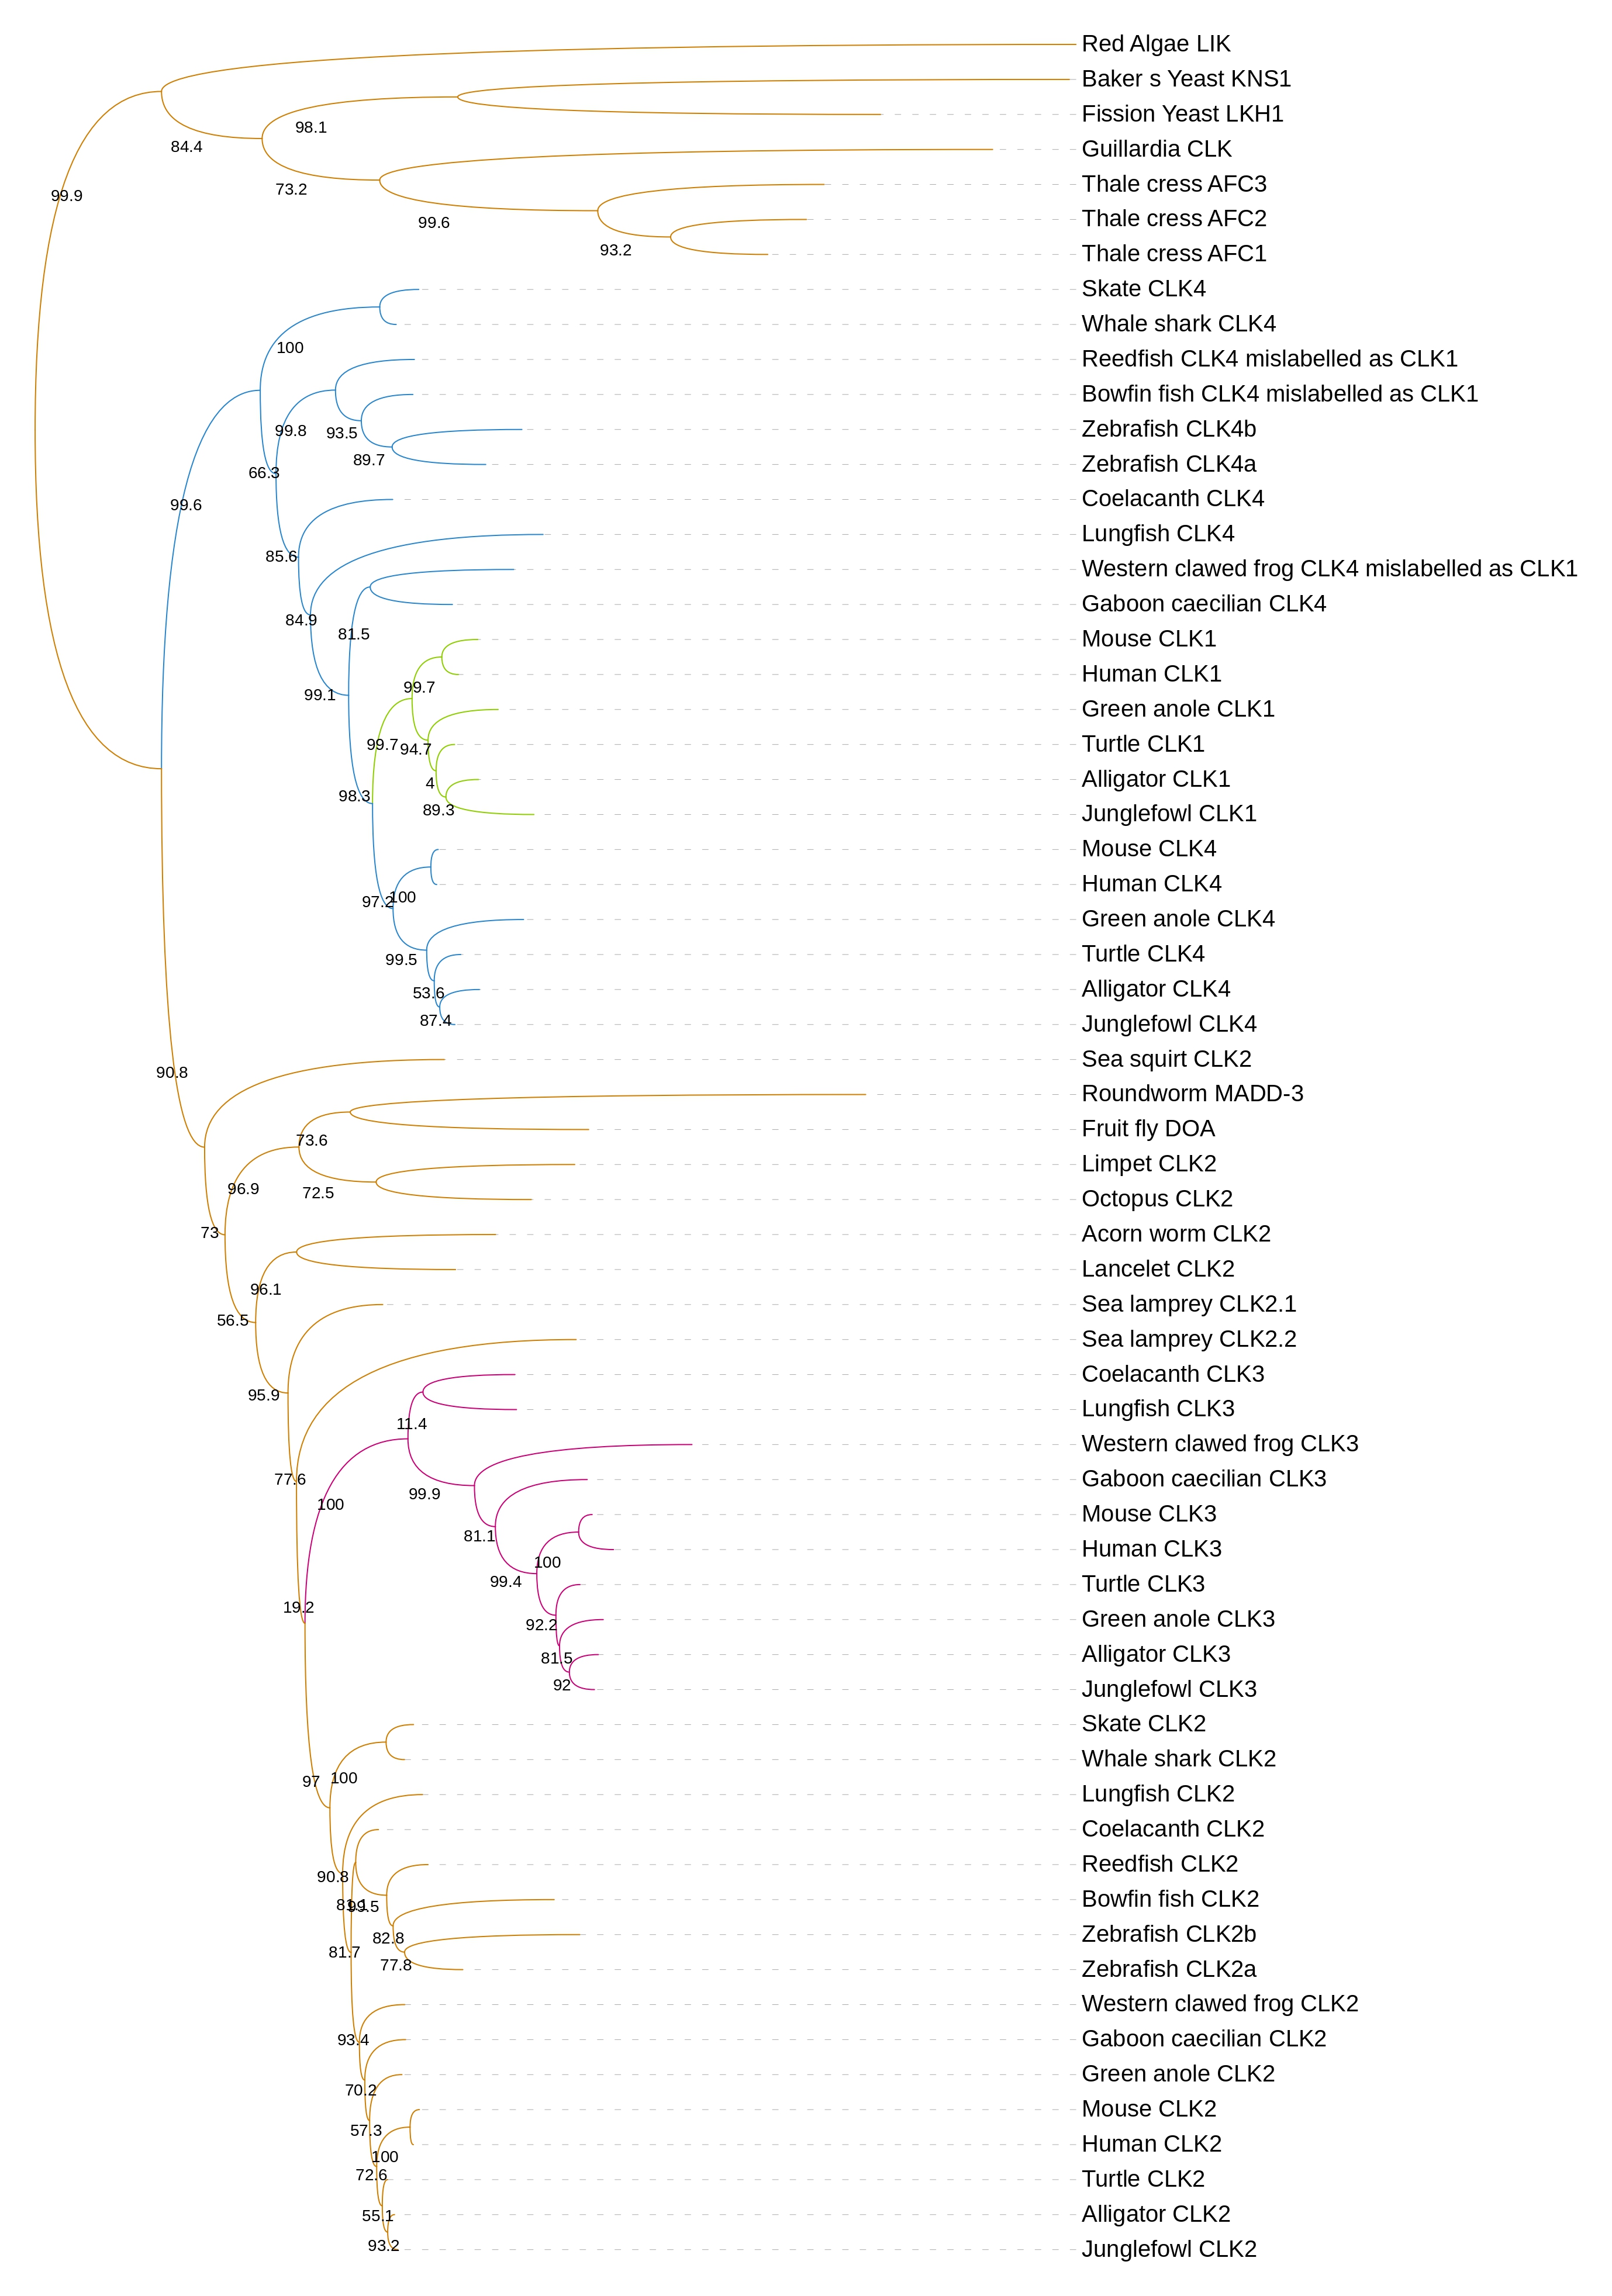 Red Algae LIK
Baker s Yeast KNS1
98.1
Fission Yeast LKH1
84.4
Guillardia CLK
73.2
Thale cress AFC3
99.9
Thale cress AFC2
99.6
93.2
Thale cress AFC1
Skate CLK4
Whale shark CLK4
100
Reedfish CLK4 mislabelled as CLK1
Bowfin fish CLK4 mislabelled as CLK1
99.8
93.5
Zebrafish CLK4b
89.7
66.3
Zebrafish CLK4a
99.6
Coelacanth CLK4
Lungfish CLK4
85.6
Western clawed frog CLK4 mislabelled as CLK1
Gaboon caecilian CLK4
84.9
81.5
Mouse CLK1
Human CLK1
99.7
99.1
Green anole CLK1
99.7
94.7
Turtle CLK1
4
Alligator CLK1
98.3
89.3
Junglefowl CLK1
Mouse CLK4
Human CLK4
97.2
100
Green anole CLK4
99.5
Turtle CLK4
53.6
Alligator CLK4
87.4
Junglefowl CLK4
Sea squirt CLK2
90.8
Roundworm MADD-3
73.6
Fruit fly DOA
Limpet CLK2
96.9
72.5
Octopus CLK2
73
Acorn worm CLK2
Lancelet CLK2
96.1
Sea lamprey CLK2.1
56.5
Sea lamprey CLK2.2
Coelacanth CLK3
95.9
Lungfish CLK3
11.4
Western clawed frog CLK3
77.6
Gaboon caecilian CLK3
99.9
100
Mouse CLK3
81.1
Human CLK3
100
99.4
Turtle CLK3
19.2
92.2
Green anole CLK3
81.5
Alligator CLK3
92
Junglefowl CLK3
Skate CLK2
Whale shark CLK2
97
100
Lungfish CLK2
Coelacanth CLK2
90.8
Reedfish CLK2
99.5
Bowfin fish CLK2
82.8
Zebrafish CLK2b
81.7
77.8
Zebrafish CLK2a
Western clawed frog CLK2
93.4
Gaboon caecilian CLK2
70.2
Green anole CLK2
57.3
Mouse CLK2
100
Human CLK2
72.6
Turtle CLK2
55.1
Alligator CLK2
93.2
Junglefowl CLK2